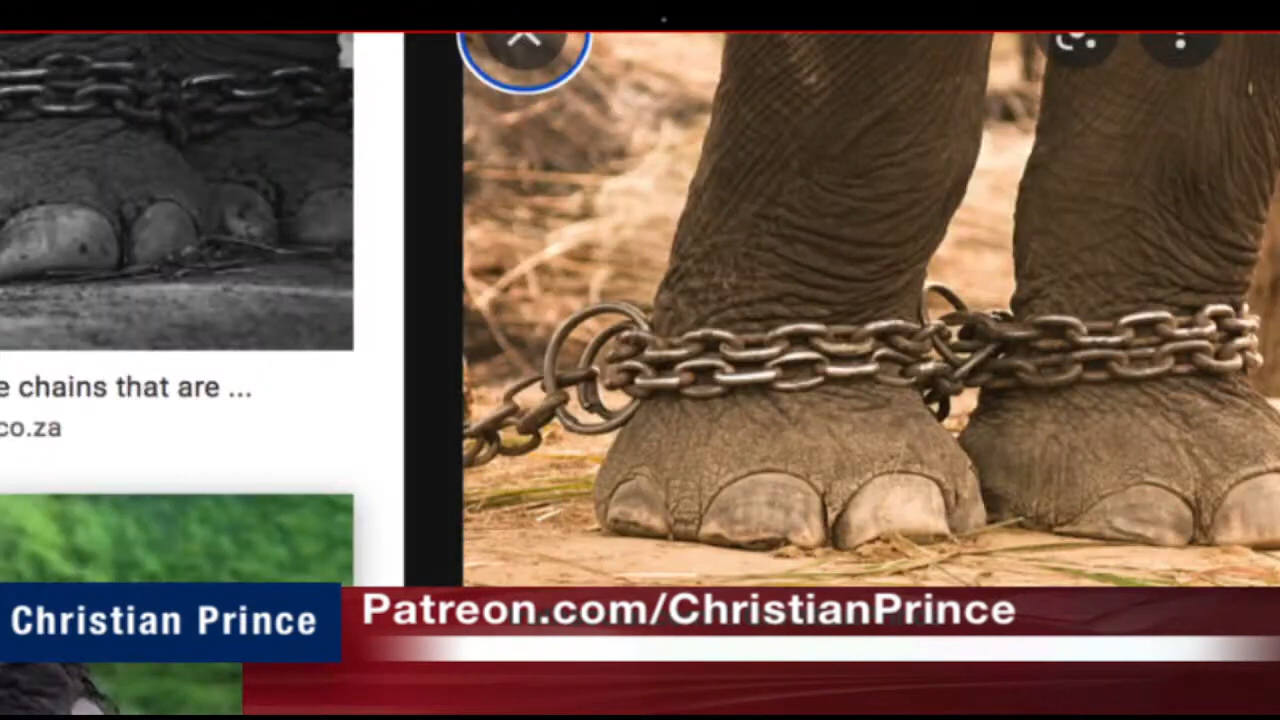 e chains that are ...
co.za
Christian Prince
Patreon.com/ChristianPrince